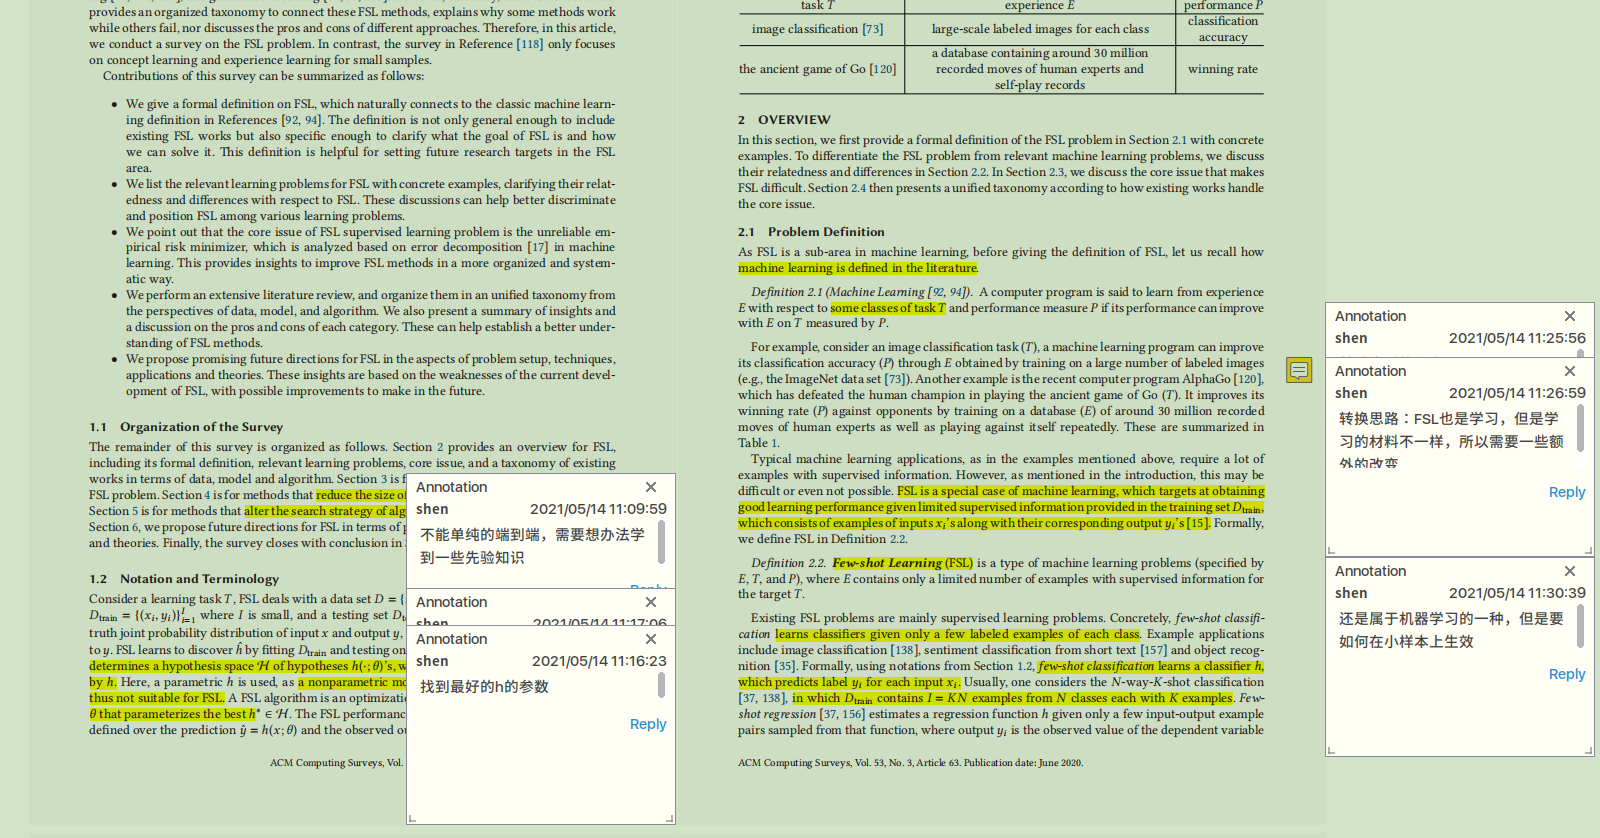 provides an organized taxonomy to connect these FSL methods, explains why some methods work
while others fail, nor discusses the pros and cons of different approaches. Therefore, in this article,
we conduct a survey on the FSL problem. In contrast, the survey in Reference [118] only focuses
on concept learning and experience learning for small samples.
Contributions of this survey can be summarized as follows:
• We give a formal definition on FSL, which naturally connects to the classic machine learn-
ing definition in References [92, 94]. The definition is not only general enough to include
existing FSL works but also specific enough to clarify what the goal of FSL is and how
we can solve it. This definition is helpful for setting future research targets in the FSL
area.
• We list the relevant learning problems for FSL with concrete examples, clarifying their relat-
edness and differences with respect to FSL. These discussions can help better discriminate
and position FSL among various learning problems.
• We point out that the core issue of FSL supervised learning problem is the unreliable em-
pirical risk minimizer, which is analyzed based on error decomposition [17] in machine
learning. This provides insights to improve FSL methods in a more organized and system-
atic way.
• We perform an extensive literature review, and organize them in an unified taxonomy from
the perspectives of data, model, and algorithm. We also present a summary of insights and
a discussion on the pros and cons of each category. These can help establish a better under-
standing of FSL methods.
• We propose promising future directions for FSL in the aspects of problem setup, techniques,
applications and theories. These insights are based on the weaknesses of the current devel-
opment of FSL, with possible improvements to make in the future.
1.1 Organization of the Survey
The remainder of this survey is organized as follows. Section 2 provides an overview for FSL,
including its formal definition, relevant learning problems, core issue, and a taxonomy of existing
works in terms of data, model and algorithm. Section 3 is f
FSL problem. Section 4 is for methods that reduce the size of
Section 5 is for methods that alter the search strategy of alg
Section 6, we propose future directions for FSL in terms of p
and theories. Finally, the survey closes with conclusion in
1.2 Notation and Terminology
Consider a learning task T, FSL deals with a data set D = {
D_train = {(x_i, y_i)}_{i=1}^I where I is small, and a testing set D_t
truth joint probability distribution of input x and output y,
to y. FSL learns to discover ĥ by fitting D_train and testing on
determines a hypothesis space ℋ of hypotheses h(·; θ)'s, w
by h. Here, a parametric h is used, as a nonparametric mo
thus not suitable for FSL. A FSL algorithm is an optimizati
θ that parameterizes the best h* ∈ ℋ. The FSL performanc
defined over the prediction ŷ = h(x; θ) and the observed o
ACM Computing Surveys, Vol.
Annotation
shen 2021/05/14 11:09:59
不能单纯的端到端，需要想办法学
到一些先验知识
Reply
Annotation
shen 2021/05/14 11:17:06
Annotation
shen 2021/05/14 11:16:23
找到最好的h的参数
Reply
task T experience E performance P
image classification [73] large-scale labeled images for each class classification
accuracy
the ancient game of Go [120] a database containing around 30 million
recorded moves of human experts and
self-play records winning rate
2 OVERVIEW
In this section, we first provide a formal definition of the FSL problem in Section 2.1 with concrete
examples. To differentiate the FSL problem from relevant machine learning problems, we discuss
their relatedness and differences in Section 2.2. In Section 2.3, we discuss the core issue that makes
FSL difficult. Section 2.4 then presents a unified taxonomy according to how existing works handle
the core issue.
2.1 Problem Definition
As FSL is a sub-area in machine learning, before giving the definition of FSL, let us recall how
machine learning is defined in the literature.
Definition 2.1 (Machine Learning [92, 94]). A computer program is said to learn from experience
E with respect to some classes of task T and performance measure P if its performance can improve
with E on T measured by P.
For example, consider an image classification task (T), a machine learning program can improve
its classification accuracy (P) through E obtained by training on a large number of labeled images
(e.g., the ImageNet data set [73]). Another example is the recent computer program AlphaGo [120],
which has defeated the human champion in playing the ancient game of Go (T). It improves its
winning rate (P) against opponents by training on a database (E) of around 30 million recorded
moves of human experts as well as playing against itself repeatedly. These are summarized in
Table 1.
Typical machine learning applications, as in the examples mentioned above, require a lot of
examples with supervised information. However, as mentioned in the introduction, this may be
difficult or even not possible. FSL is a special case of machine learning, which targets at obtaining
good learning performance given limited supervised information provided in the training set D_train,
which consists of examples of inputs x_i's along with their corresponding output y_i's [15]. Formally,
we define FSL in Definition 2.2.
Definition 2.2. Few-shot Learning (FSL) is a type of machine learning problems (specified by
E, T, and P), where E contains only a limited number of examples with supervised information for
the target T.
Existing FSL problems are mainly supervised learning problems. Concretely, few-shot classifi-
cation learns classifiers given only a few labeled examples of each class. Example applications
include image classification [138], sentiment classification from short text [157] and object recog-
nition [35]. Formally, using notations from Section 1.2, few-shot classification learns a classifier h,
which predicts label y_i for each input x_i. Usually, one considers the N-way-K-shot classification
[37, 138], in which D_train contains I = KN examples from N classes each with K examples. Few-
shot regression [37, 156] estimates a regression function h given only a few input-output example
pairs sampled from that function, where output y_i is the observed value of the dependent variable
ACM Computing Surveys, Vol. 53, No. 3, Article 63. Publication date: June 2020.
Annotation
shen 2021/05/14 11:25:56
Annotation
shen 2021/05/14 11:26:59
转换思路：FSL也是学习，但是学
习的材料不一样，所以需要一些额
外的改变
Reply
Annotation
shen 2021/05/14 11:30:39
还是属于机器学习的一种，但是要
如何在小样本上生效
Reply